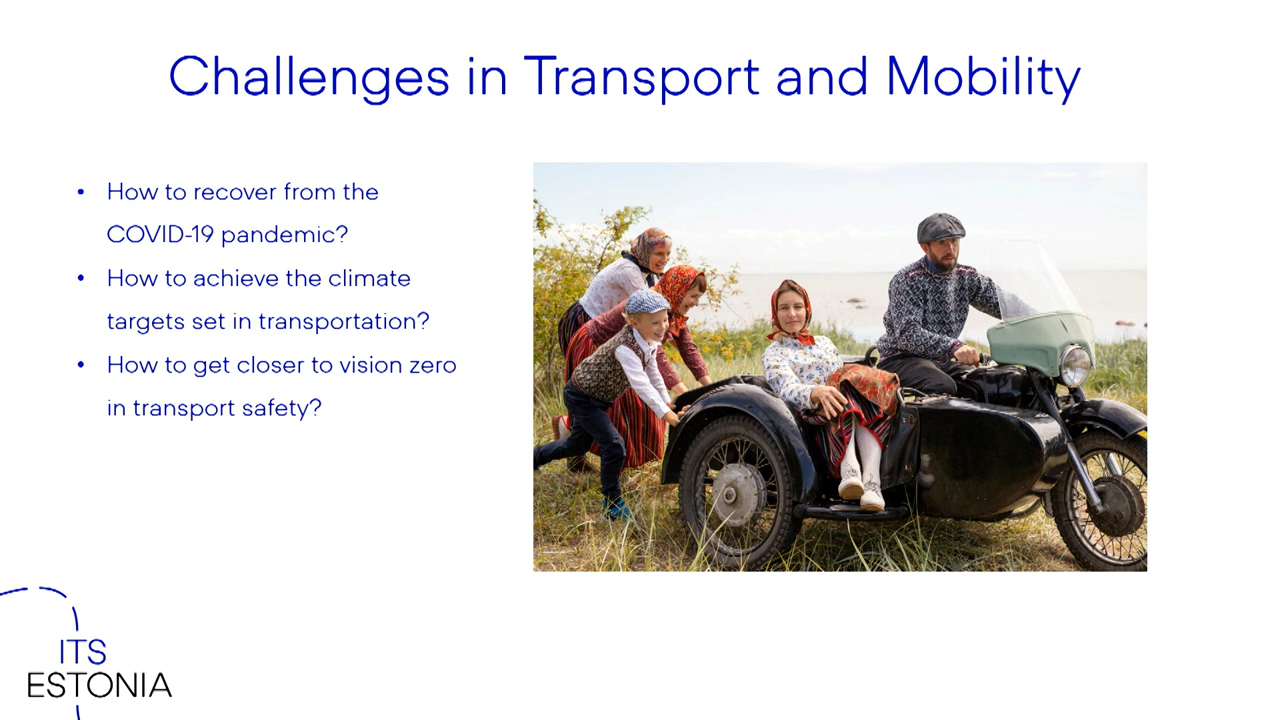 Challenges in Transport and Mobility
• How to recover from the
COVID-19 pandemic?
• How to achieve the climate
targets set in transportation?
• How to get closer to vision zero
in transport safety?
ITS
ESTONIA